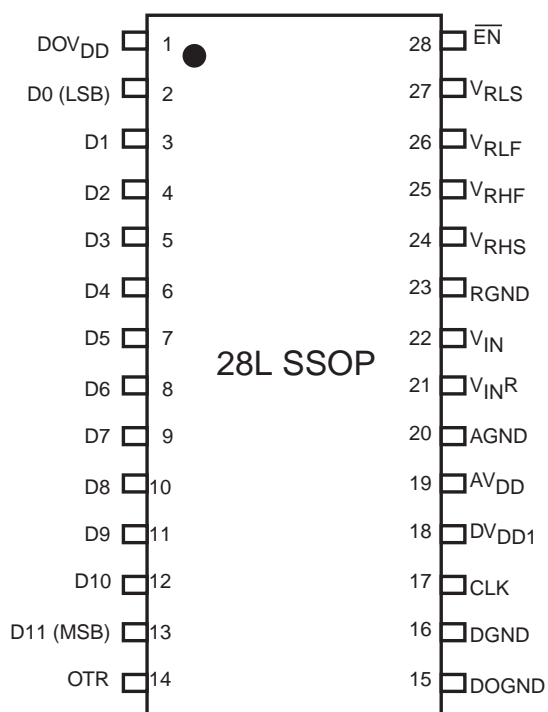 DOVDD 1 28 EN
D0 (LSB) 2 27 VRLS
D1 3 26 VRLF
D2 4 25 VRHF
D3 5 24 VRHS
D4 6 23 RGND
D5 7 22 VIN
28L SSOP
D6 8 21 VINR
D7 9 20 AGND
D8 10 19 AVDD
D9 11 18 DVDD1
D10 12 17 CLK
D11 (MSB) 13 16 DGND
OTR 14 15 DOGND